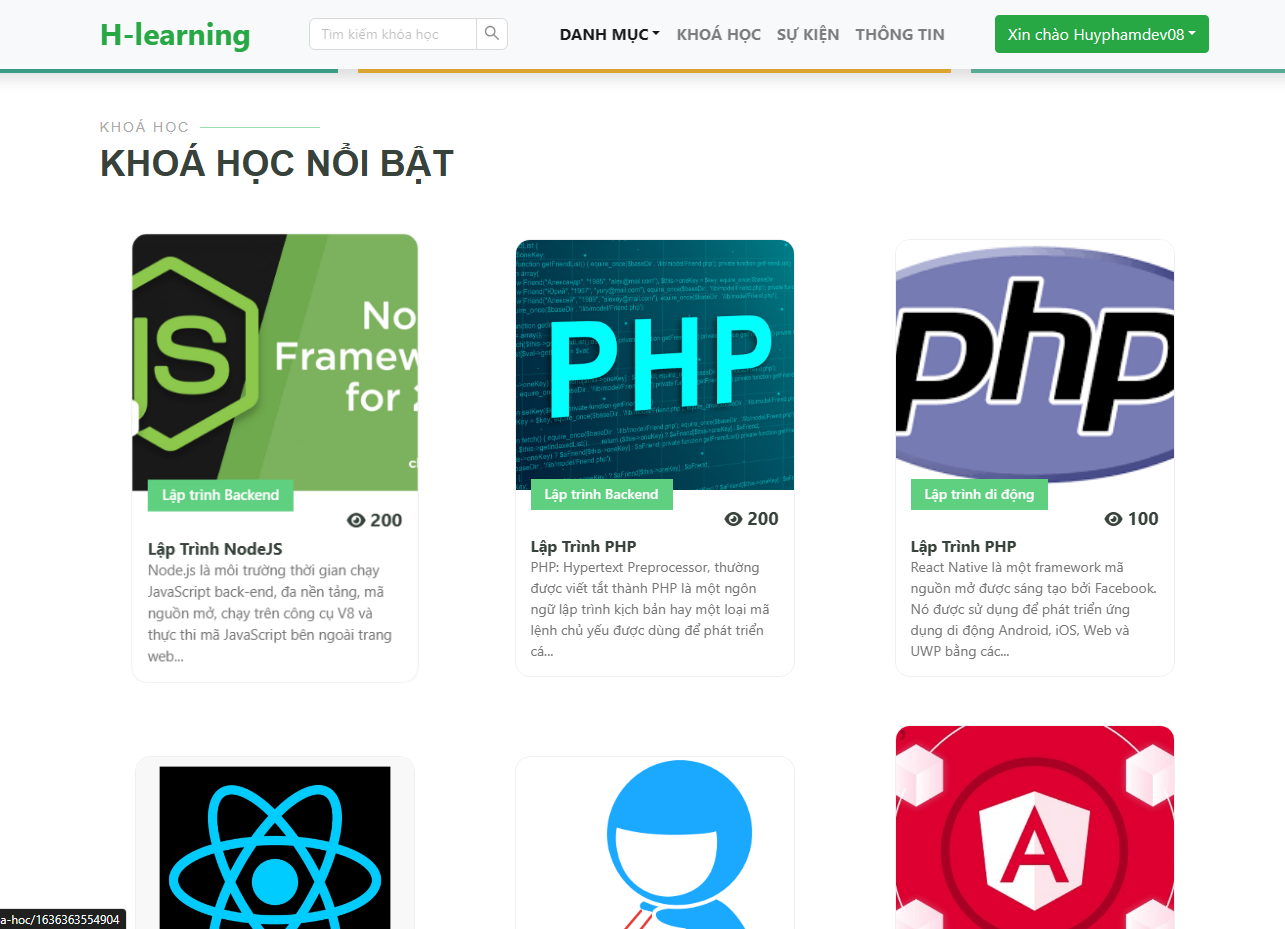 H-learning
Tìm kiếm khóa học
DANH MỤC
KHOÁ HỌC
SỰ KIỆN
THÔNG TIN
Xin chào Huyphamdev08
KHOÁ HỌC
KHOÁ HỌC NỔI BẬT
JS
No
Framew
for 2
Lập trình Backend
200
Lập Trình NodeJS
Node.js là môi trường thời gian chạy
JavaScript back-end, đa nền tảng, mã
nguồn mở, chạy trên công cụ V8 và
thực thi mã JavaScript bên ngoài trang
web...
PHP
Lập trình Backend
200
Lập Trình PHP
PHP: Hypertext Preprocessor, thường
được viết tắt thành PHP là một ngôn
ngữ lập trình kịch bản hay một loại mã
lệnh chủ yếu được dùng để phát triển
cá...
php
Lập trình di động
100
Lập Trình PHP
React Native là một framework mã
nguồn mở được sáng tạo bởi Facebook.
Nó được sử dụng để phát triển ứng
dụng di động Android, iOS, Web và
UWP bằng các...
A
a-hoc/1636363554904